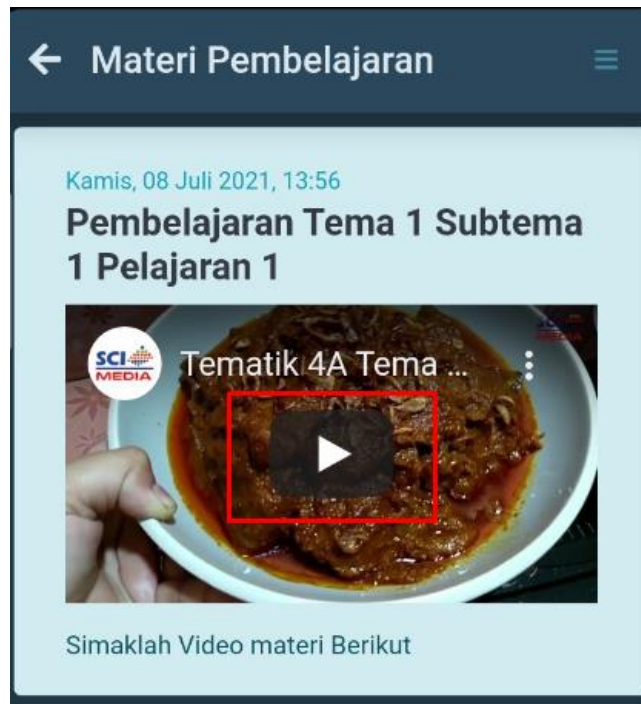 Materi Pembelajaran
Kamis, 08 Juli 2021, 13:56
Pembelajaran Tema 1 Subtema
1 Pelajaran 1
SCI
MEDIA
Tematik 4A Tema ...
Simaklah Video materi Berikut